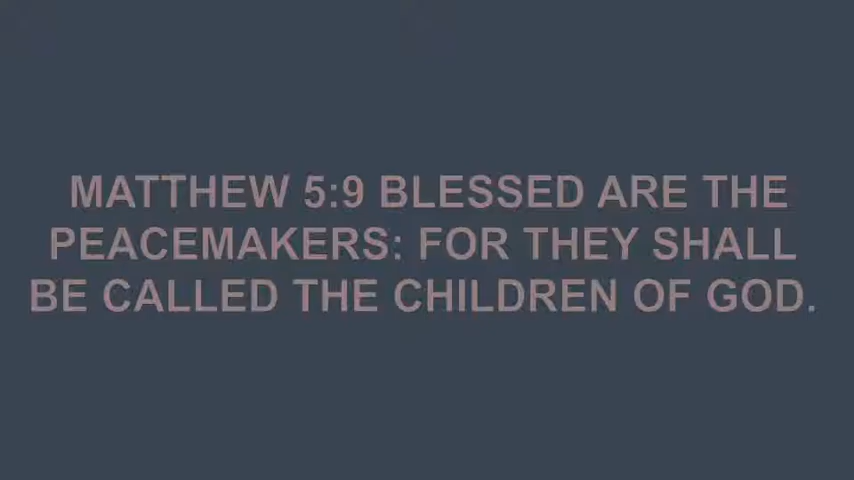 MATTHEW 5:9 BLESSED ARE THE
PEACEMAKERS: FOR THEY SHALL
BE CALLED THE CHILDREN OF GOD.